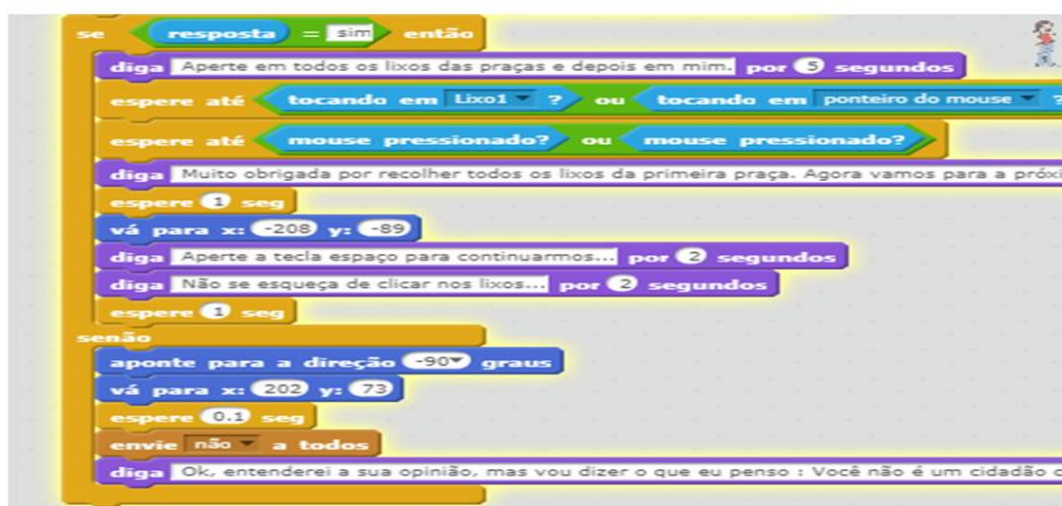 se resposta = sim então
diga Aperte em todos os lixos das praças e depois em mim. por 5 segundos
espere até tocando em Lixo1 ? ou tocando em ponteiro do mouse ?
espere até mouse pressionado? ou mouse pressionado?
diga Muito obrigada por recolher todos os lixos da primeira praça. Agora vamos para a próxi
espere 1 seg
vá para x: -208 y: -89
diga Aperte a tecla espaço para continuarmos... por 2 segundos
diga Não se esqueça de clicar nos lixos... por 2 segundos
espere 1 seg
senão
aponte para a direção -90 graus
vá para x: 202 y: 73
espere 0.1 seg
envie não a todos
diga Ok, entenderei a sua opinião, mas vou dizer o que eu penso : Você não é um cidadão